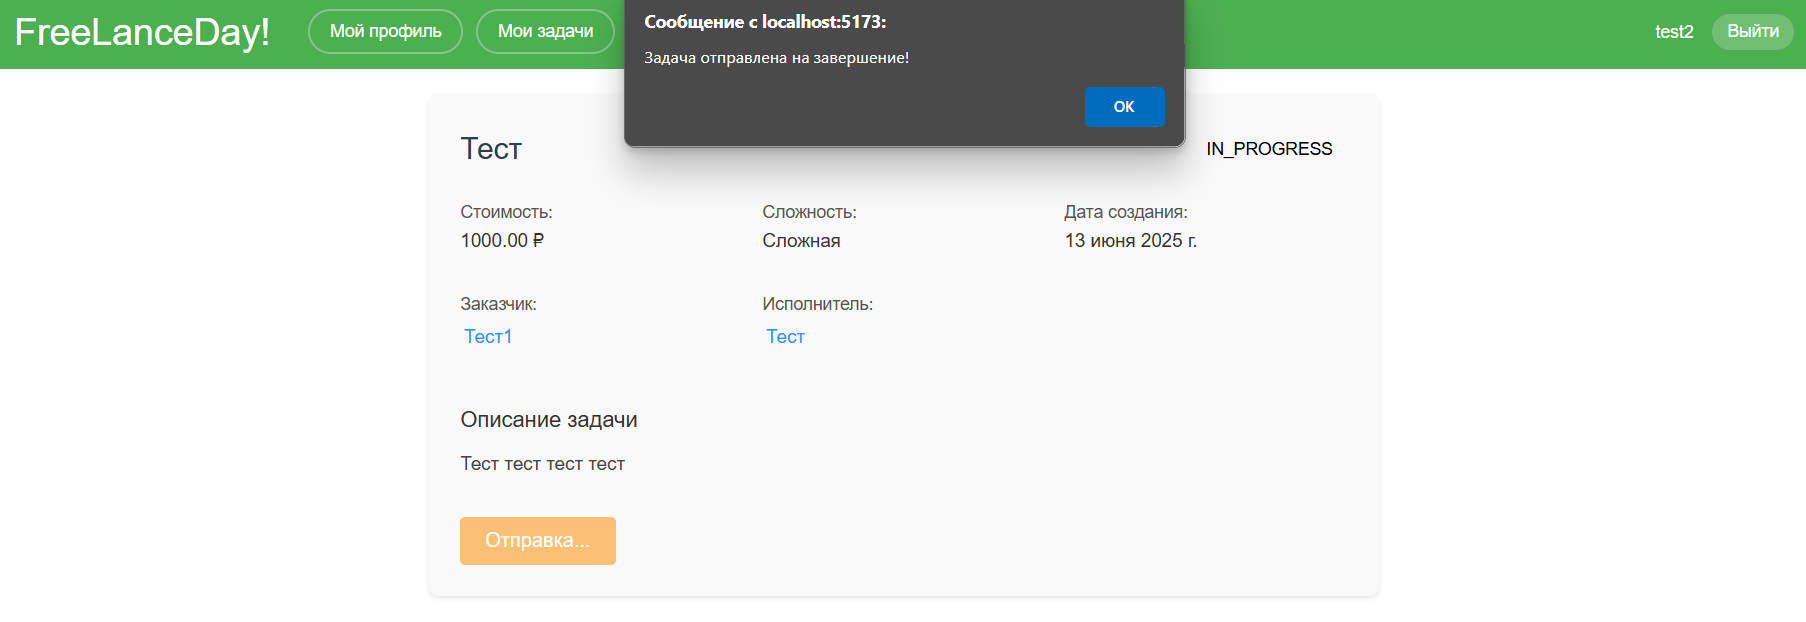 FreeLanceDay!
Мой профиль
Мои задачи
Сообщение с localhost:5173:
Задача отправлена на завершение!
ОК
test2
Выйти
Тест
IN_PROGRESS
Стоимость:
1000.00 ₽
Сложность:
Сложная
Дата создания:
13 июня 2025 г.
Заказчик:
Тест1
Исполнитель:
Тест
Описание задачи
Тест тест тест тест
Отправка...